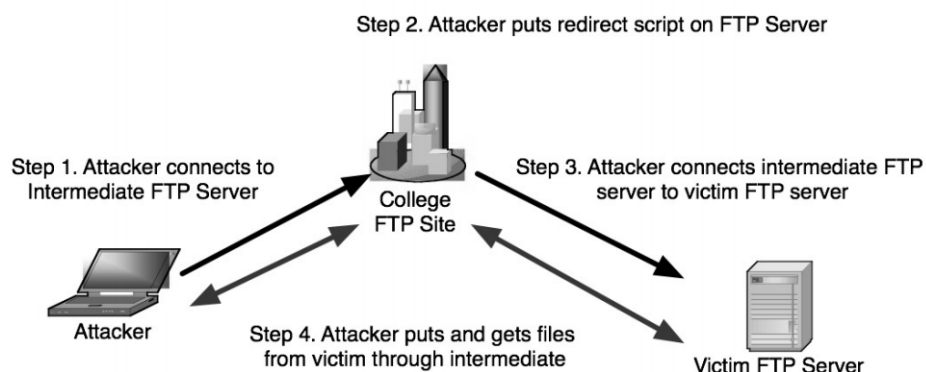 Step 2. Attacker puts redirect script on FTP Server
Step 1. Attacker connects to
Intermediate FTP Server
Step 3. Attacker connects intermediate FTP
server to victim FTP server
College
FTP Site
Attacker
Step 4. Attacker puts and gets files
from victim through intermediate
Victim FTP Server